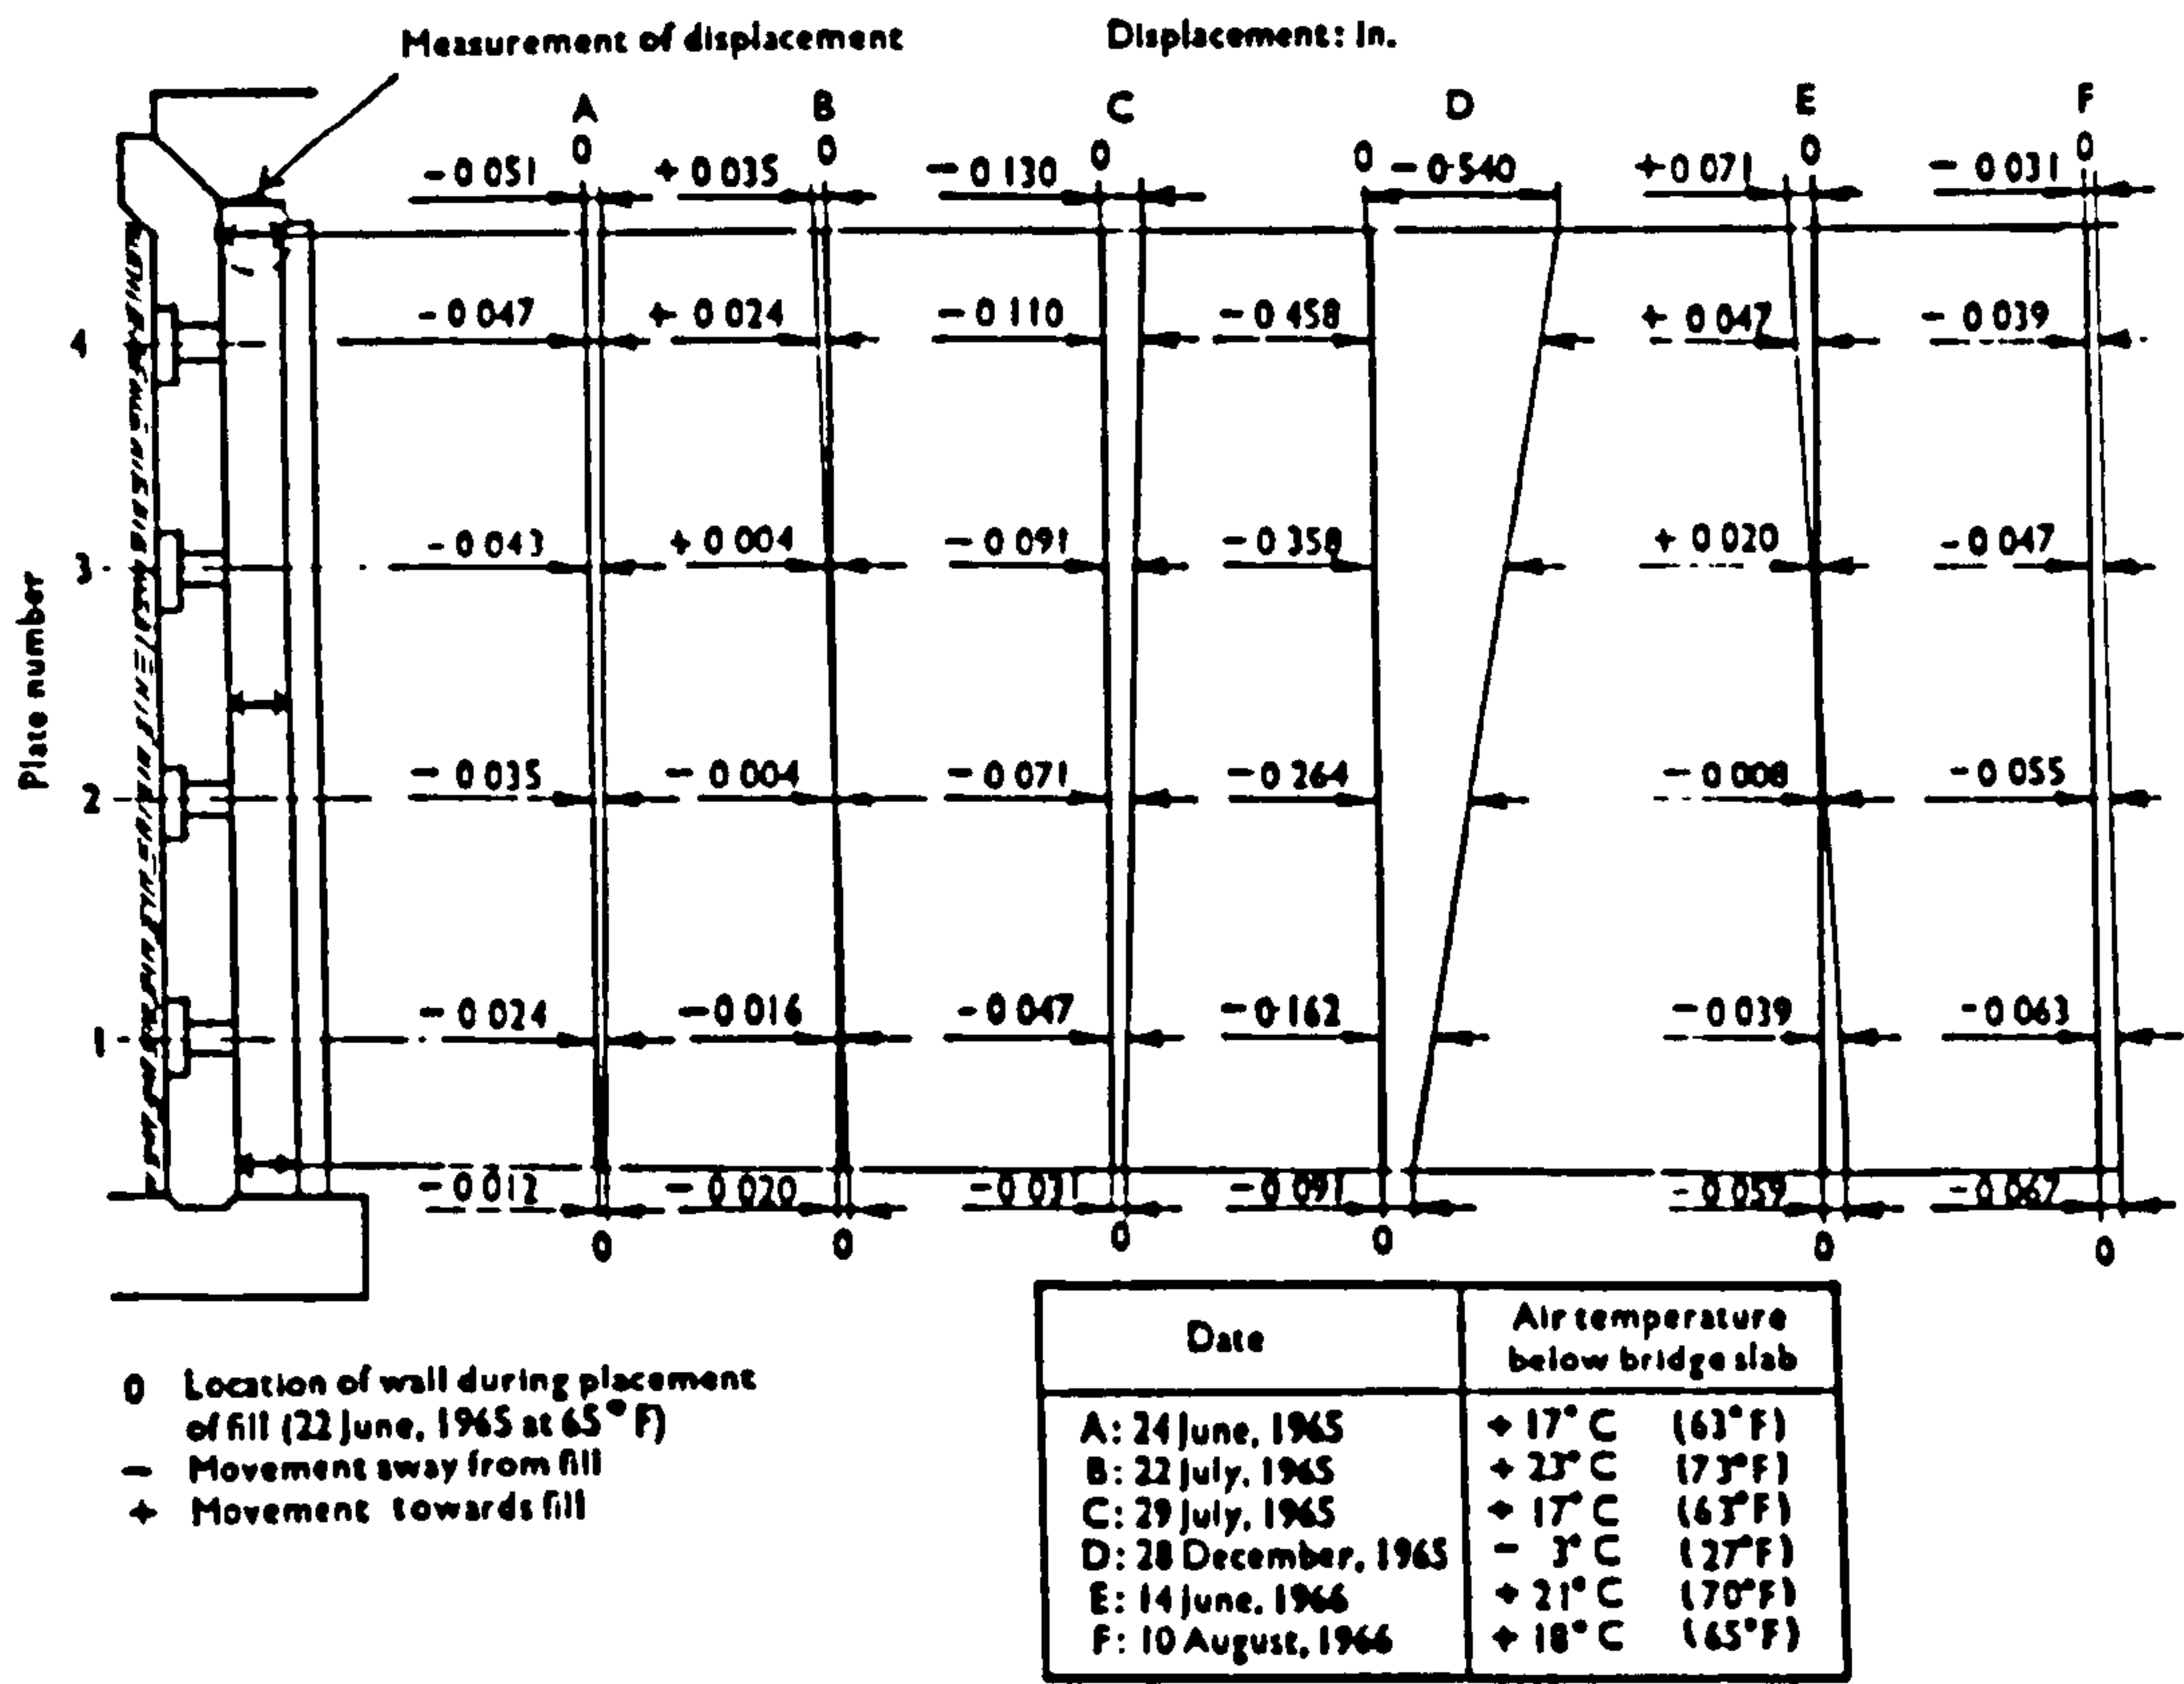 Measurement of displacement
Displacement: In.
A B C D E F
0 0 0 0 0 0
- 0 051 + 0 035 - 0 130 - 0·540 + 0 071 - 0 031
4 - 0 047 + 0 024 - 0 110 - 0 458 + 0 047 - 0 039
3 - 0 043 + 0 004 - 0 091 - 0 358 + 0 020 - 0 047
Plate number
2 - 0 035 - 0 004 - 0 071 - 0 264 - 0 008 - 0 055
1 - 0 024 - 0 016 - 0 047 - 0·162 - 0 039 - 0 063
- 0 012 - 0 020 - 0 031 - 0 091 - 0 059 - 0 067
0 0 0 0 0 0
0 Location of wall during placement
of fill (22 June, 1965 at 65°F)
- Movement away from fill
+ Movement towards fill
Date
Air temperature
below bridge slab
A: 24 June, 1965 + 17° C (63°F)
B: 22 July, 1965 + 23° C (73°F)
C: 29 July, 1965 + 17° C (63°F)
D: 28 December, 1965 - 3° C (27°F)
E: 14 June, 1966 + 21° C (70°F)
F: 10 August, 1966 + 18° C (65°F)